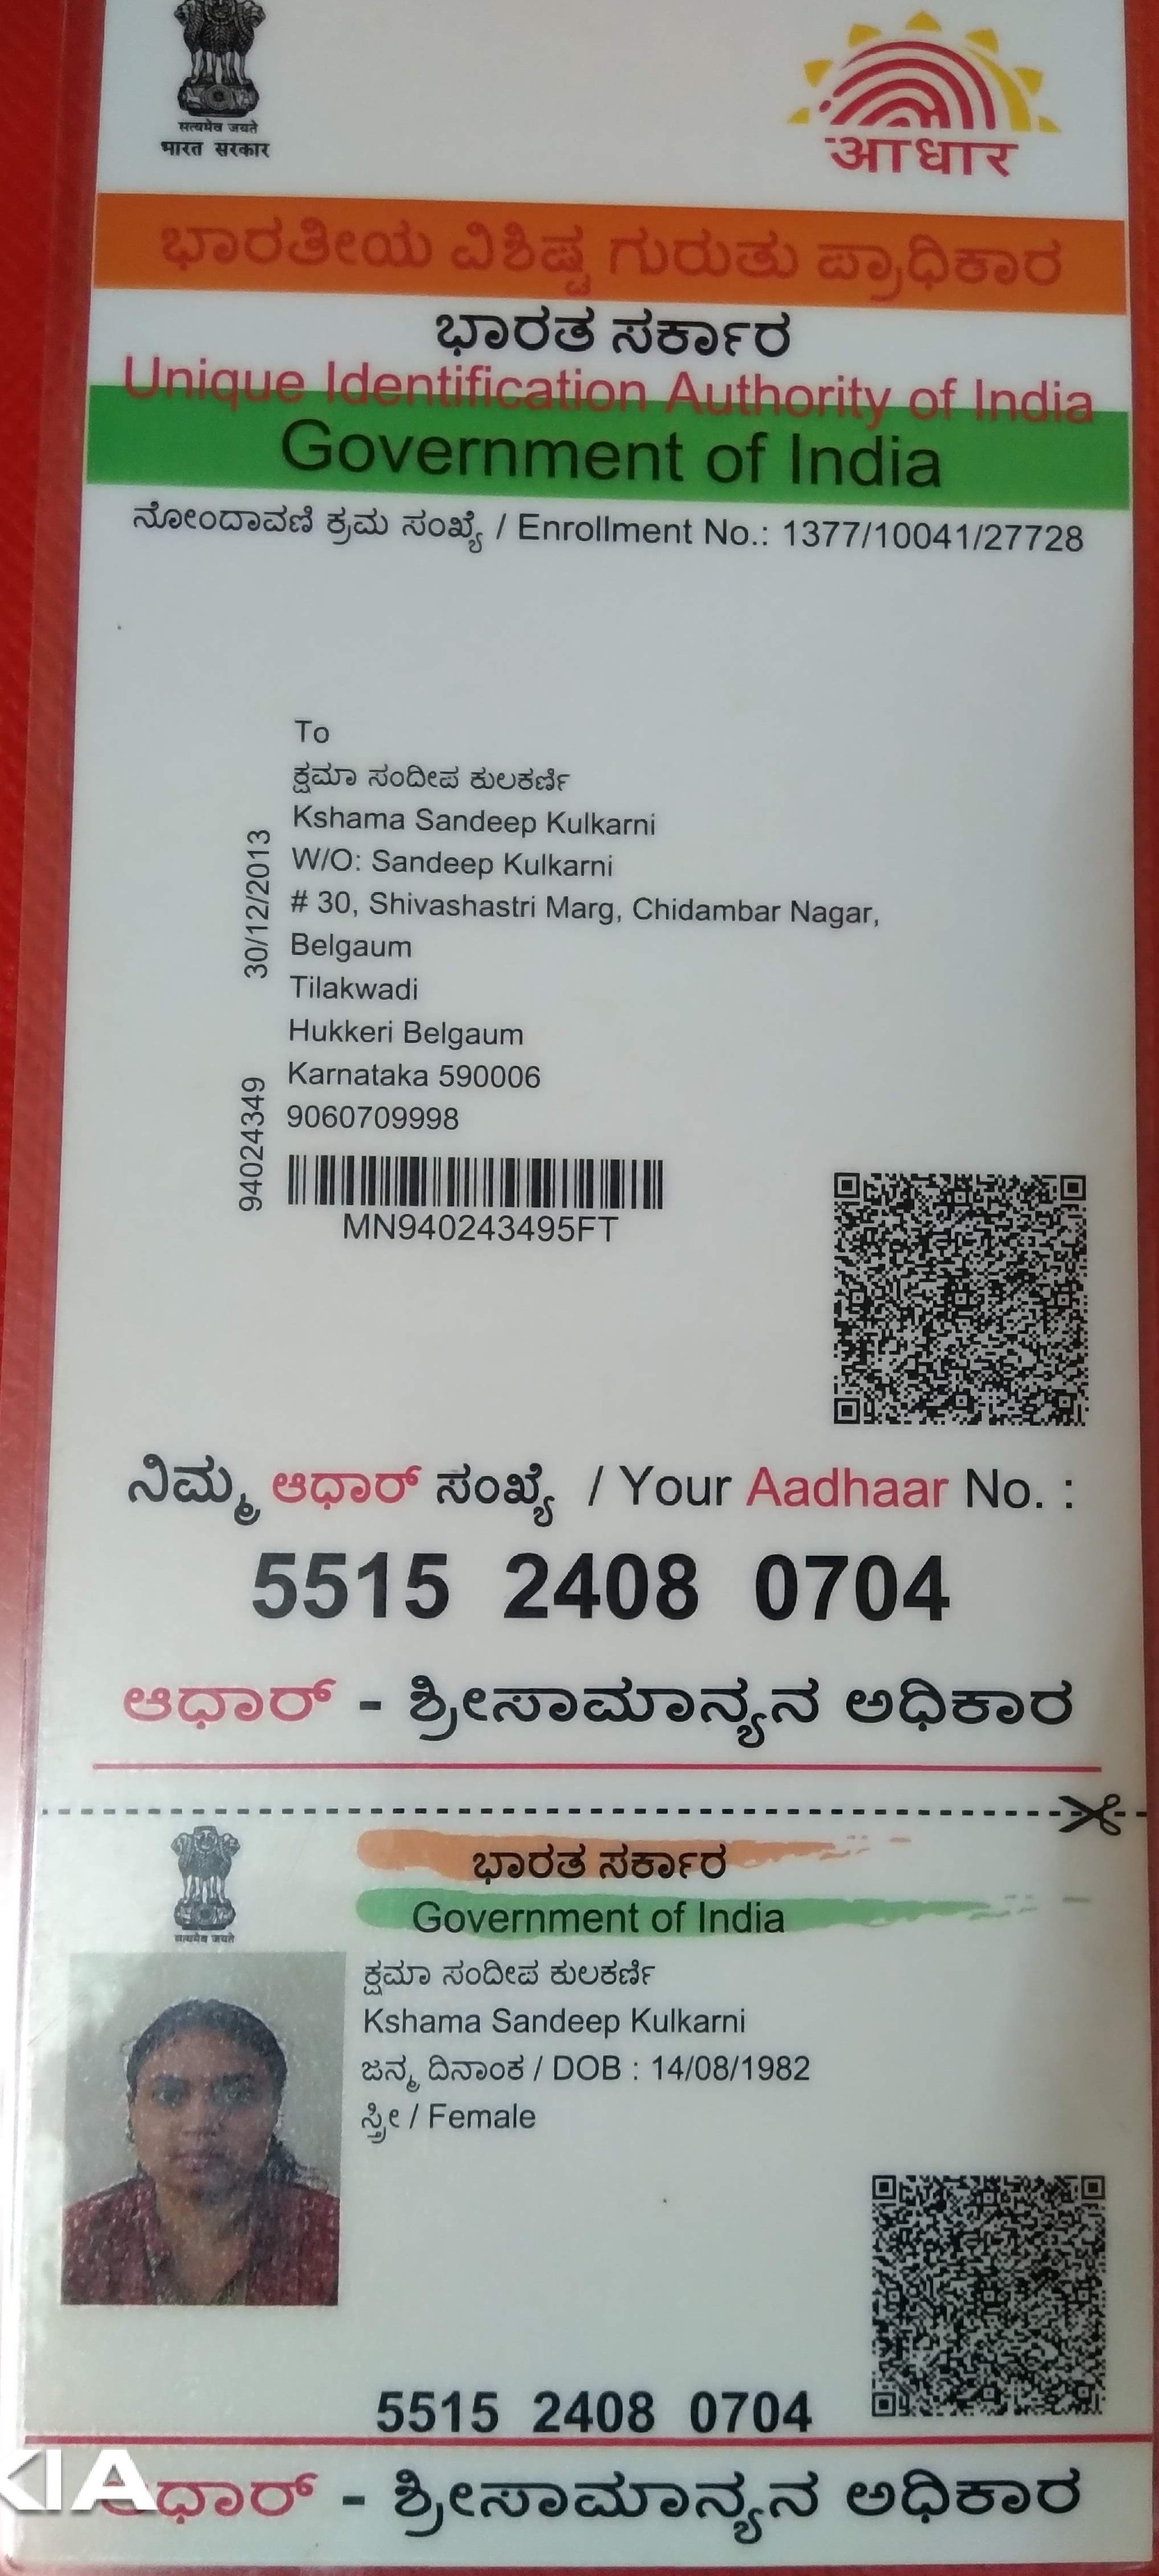 सत्यमेव जयते
भारत सरकार
आधार
ಭಾರತೀಯ ವಿಶಿಷ್ಟ ಗುರುತು ಪ್ರಾಧಿಕಾರ
ಭಾರತ ಸರ್ಕಾರ
Unique Identification Authority of India
Government of India
ನೋಂದಾವಣಿ ಕ್ರಮ ಸಂಖ್ಯೆ / Enrollment No.: 1377/10041/27728
To
ಕ್ಷಮಾ ಸಂದೀಪ ಕುಲಕರ್ಣಿ
Kshama Sandeep Kulkarni
W/O: Sandeep Kulkarni
# 30, Shivashastri Marg, Chidambar Nagar,
Belgaum
Tilakwadi
Hukkeri Belgaum
Karnataka 590006
9060709998
30/12/2013
94024349
MN940243495FT
ನಿಮ್ಮ ಆಧಾರ್ ಸಂಖ್ಯೆ / Your Aadhaar No. :
5515 2408 0704
ಆಧಾರ್ - ಶ್ರೀಸಾಮಾನ್ಯನ ಅಧಿಕಾರ
सत्यमेव जयते
ಭಾರತ ಸರ್ಕಾರ
Government of India
ಕ್ಷಮಾ ಸಂದೀಪ ಕುಲಕರ್ಣಿ
Kshama Sandeep Kulkarni
ಜನ್ಮ ದಿನಾಂಕ / DOB : 14/08/1982
ಸ್ತ್ರೀ / Female
5515 2408 0704
KIA
ಆಧಾರ್ - ಶ್ರೀಸಾಮಾನ್ಯನ ಅಧಿಕಾರ